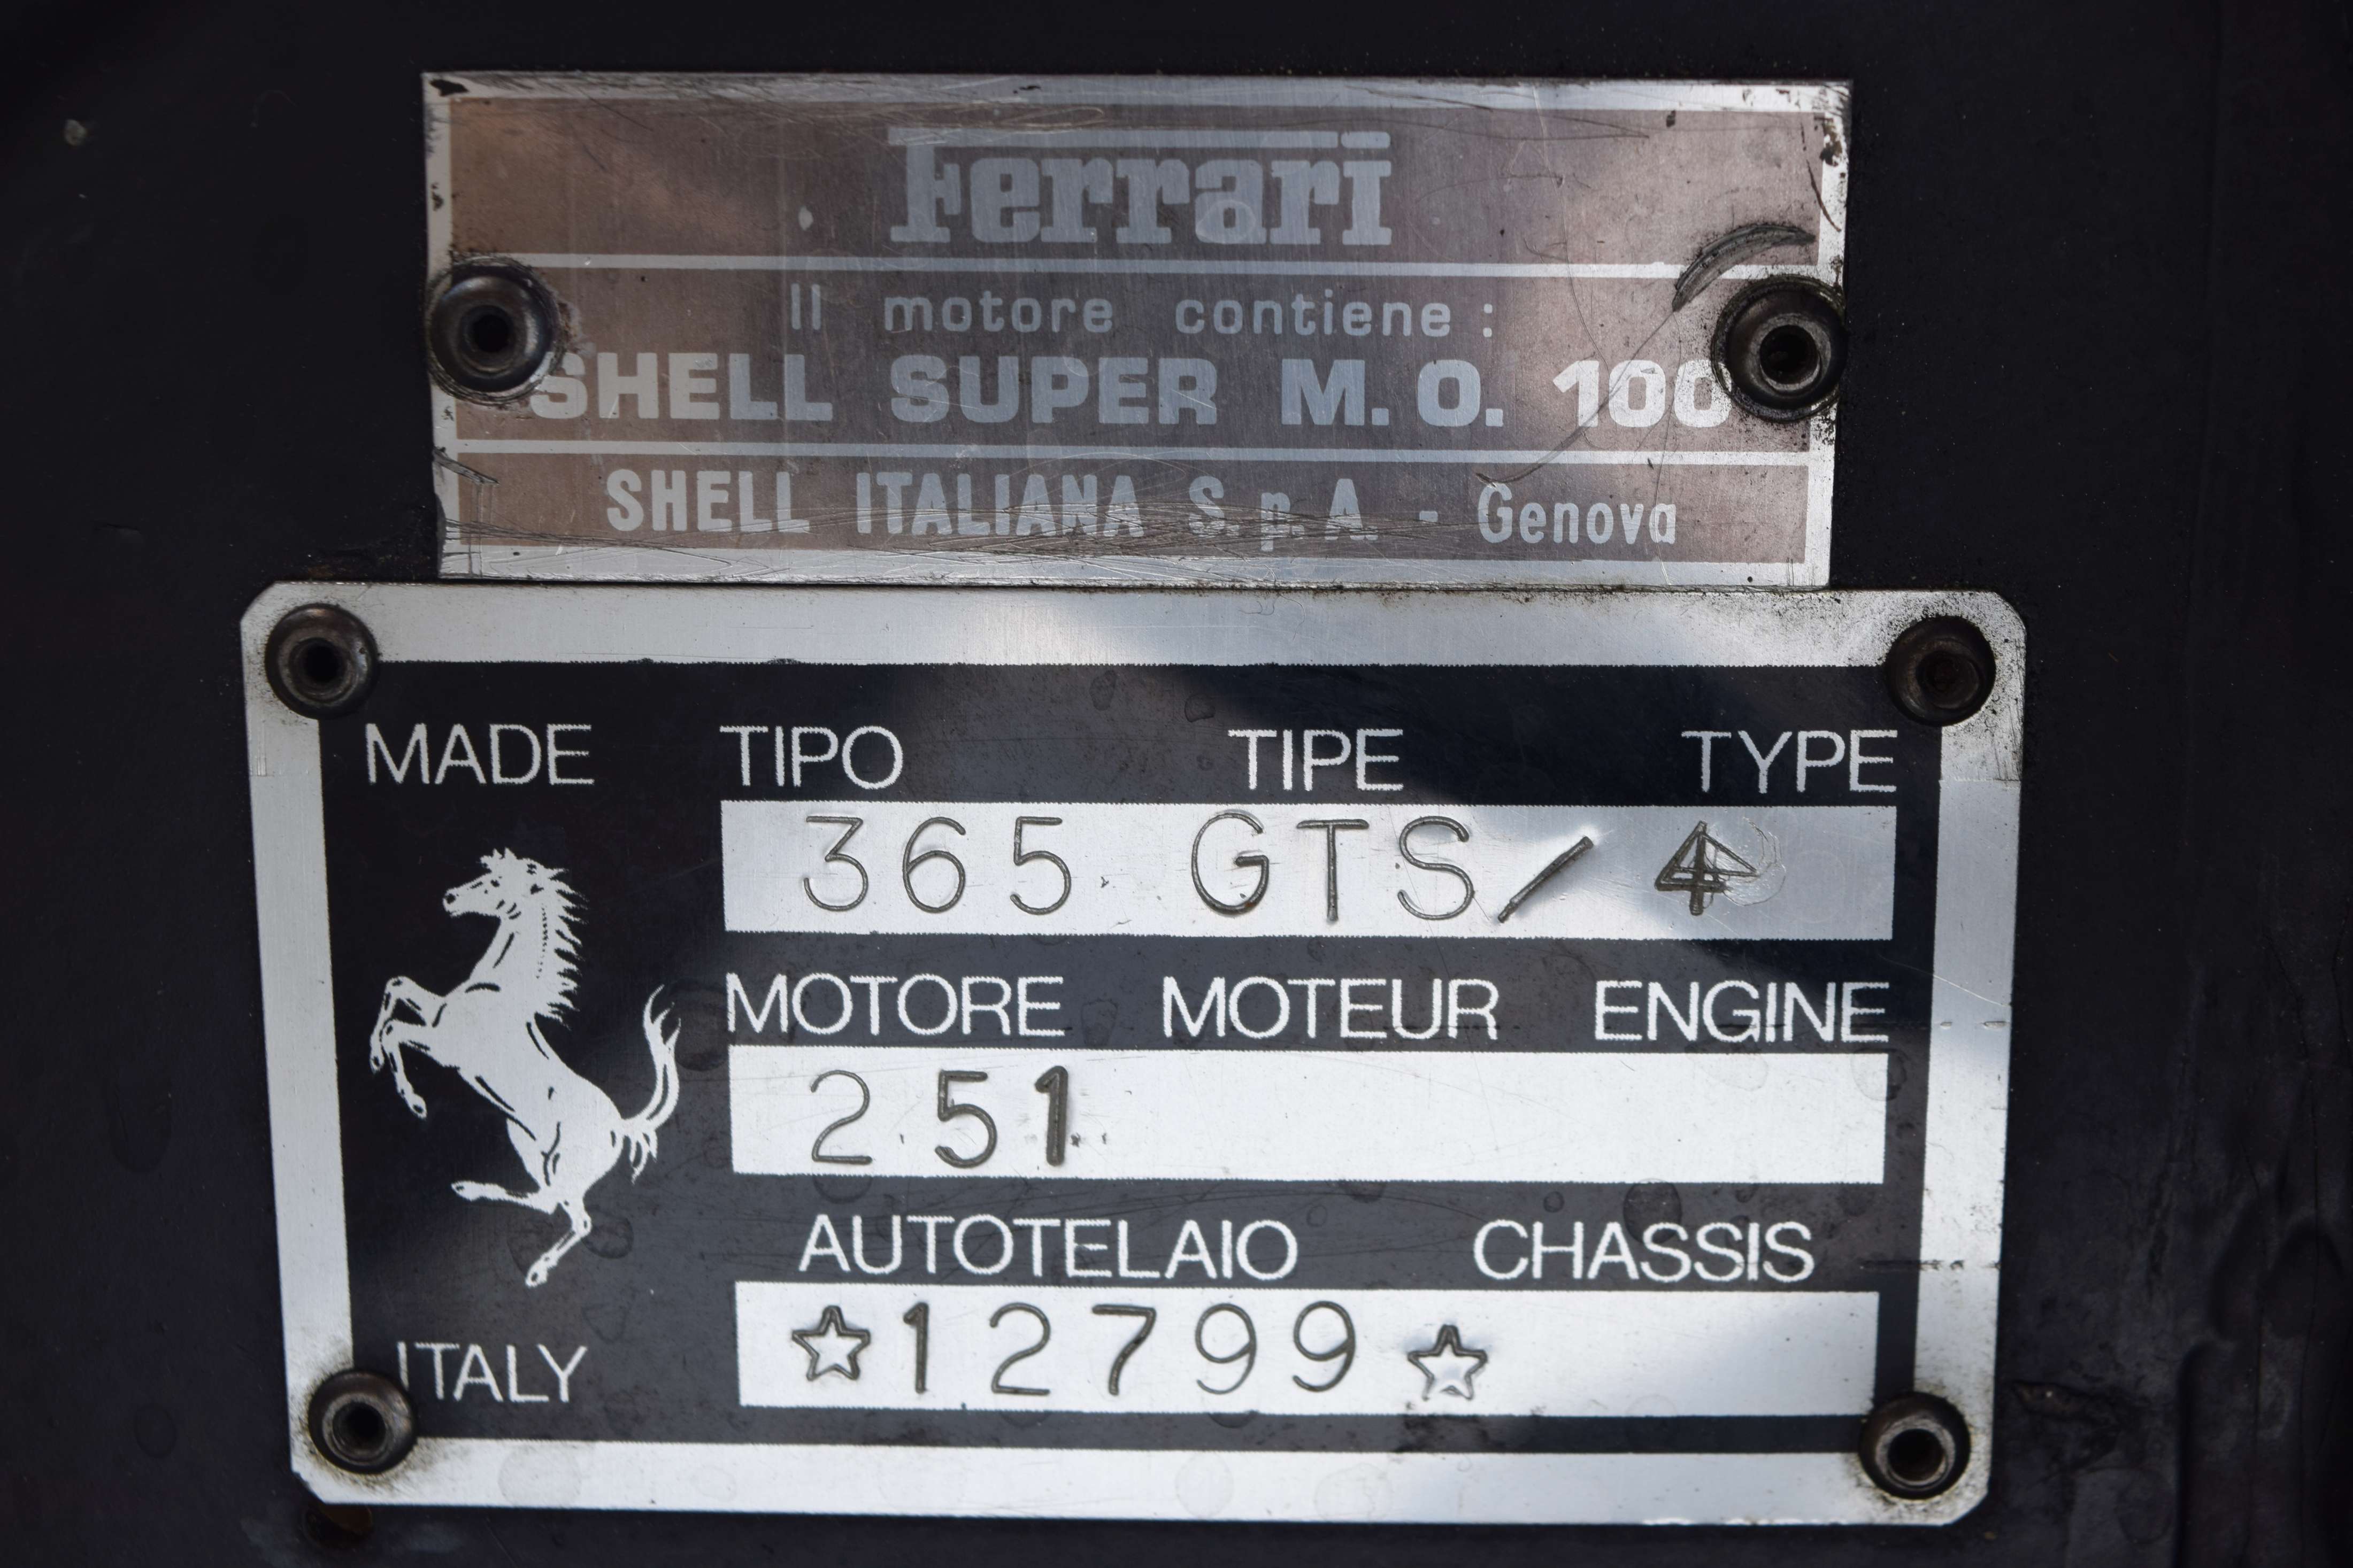 Ferrari
Il motore contiene:
SHELL SUPER M.O. 100
SHELL ITALIANA S.p.A. - Genova
MADE TIPO TIPE TYPE
365 GTS/4
MOTORE MOTEUR ENGINE
251
AUTOTELAIO CHASSIS
☆12799☆
ITALY